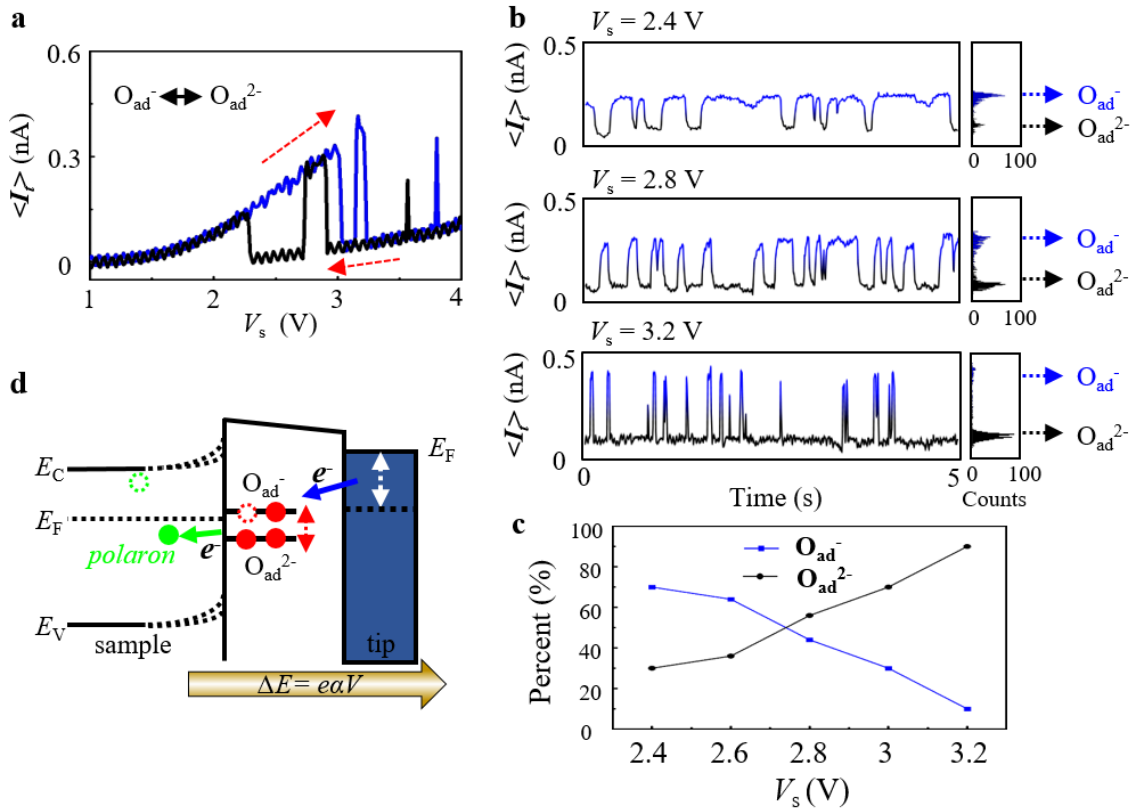 a
0.6
0.3
0
<I_t> (nA)
O_ad^- ↔ O_ad^2-
1 2 3 4
V_s (V)
b
V_s = 2.4 V
0.5
0
<I_t> (nA)
0 100
O_ad^-
O_ad^2-
V_s = 2.8 V
0.5
0
<I_t> (nA)
0 100
O_ad^-
O_ad^2-
V_s = 3.2 V
0.5
0
<I_t> (nA)
0 5
Time (s)
0 100
Counts
O_ad^-
O_ad^2-
c
100
80
60
40
20
0
Percent (%)
O_ad^-
O_ad^2-
2.4 2.6 2.8 3 3.2
V_s (V)
d
E_C
E_F
E_V
polaron
e^-
O_ad^-
O_ad^2-
e^-
E_F
sample
tip
ΔE = eαV